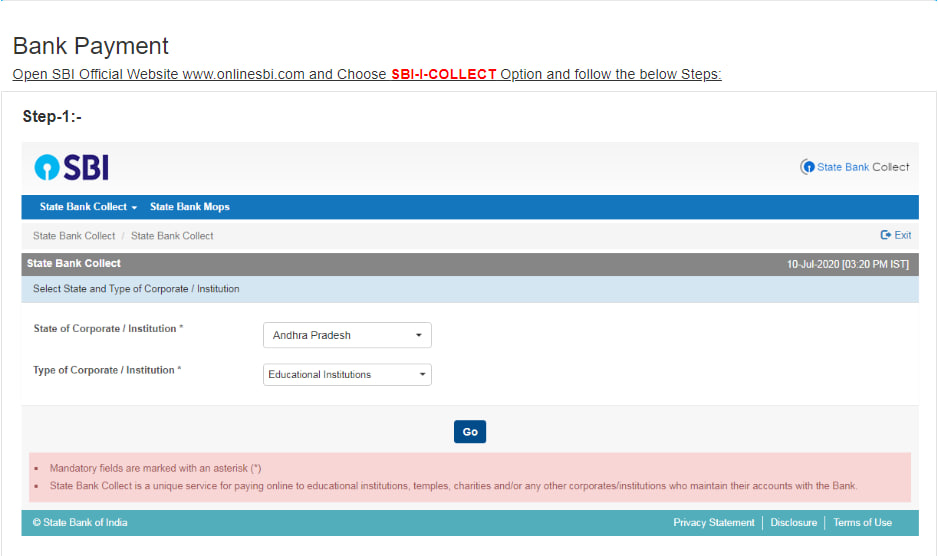 Bank Payment
Open SBI Official Website www.onlinesbi.com and Choose SBI-I-COLLECT Option and follow the below Steps:
Step-1:-
SBI
State Bank Collect
State Bank Collect State Bank Mops
State Bank Collect / State Bank Collect
Exit
State Bank Collect
10-Jul-2020 [03:20 PM IST]
Select State and Type of Corporate / Institution
State of Corporate / Institution *
Andhra Pradesh
Type of Corporate / Institution *
Educational Institutions
Go
Mandatory fields are marked with an asterisk (*)
State Bank Collect is a unique service for paying online to educational institutions, temples, charities and/or any other corporates/institutions who maintain their accounts with the Bank.
© State Bank of India
Privacy Statement | Disclosure | Terms of Use